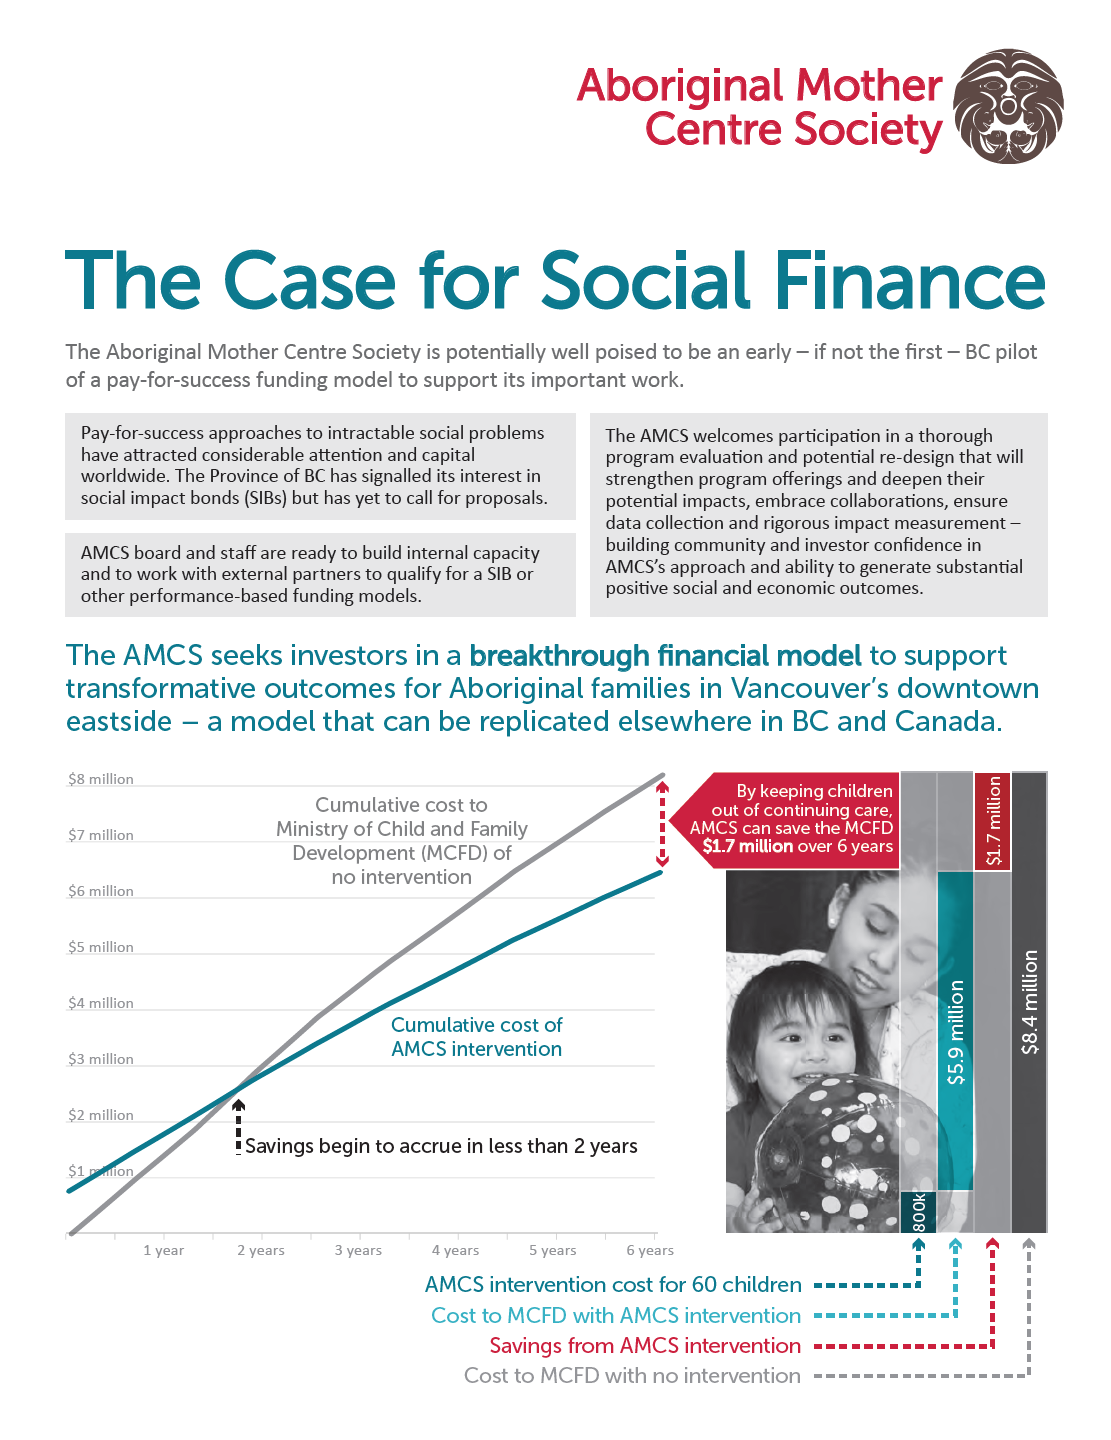 Aboriginal Mother
Centre Society
The Case for Social Finance
The Aboriginal Mother Centre Society is potentially well poised to be an early – if not the first – BC pilot
of a pay-for-success funding model to support its important work.
Pay-for-success approaches to intractable social problems
have attracted considerable attention and capital
worldwide. The Province of BC has signalled its interest in
social impact bonds (SIBs) but has yet to call for proposals.
AMCS board and staff are ready to build internal capacity
and to work with external partners to qualify for a SIB or
other performance-based funding models.
The AMCS welcomes participation in a thorough
program evaluation and potential re-design that will
strengthen program offerings and deepen their
potential impacts, embrace collaborations, ensure
data collection and rigorous impact measurement –
building community and investor confidence in
AMCS’s approach and ability to generate substantial
positive social and economic outcomes.
The AMCS seeks investors in a breakthrough financial model to support
transformative outcomes for Aboriginal families in Vancouver’s downtown
eastside – a model that can be replicated elsewhere in BC and Canada.
$8 million
$7 million
$6 million
$5 million
$4 million
$3 million
$2 million
$1 million
Cumulative cost to
Ministry of Child and Family
Development (MCFD) of
no intervention
Cumulative cost of
AMCS intervention
Savings begin to accrue in less than 2 years
1 year
2 years
3 years
4 years
5 years
6 years
By keeping children
out of continuing care,
AMCS can save the MCFD
$1.7 million over 6 years
800k
$5.9 million
$1.7 million
$8.4 million
AMCS intervention cost for 60 children
Cost to MCFD with AMCS intervention
Savings from AMCS intervention
Cost to MCFD with no intervention